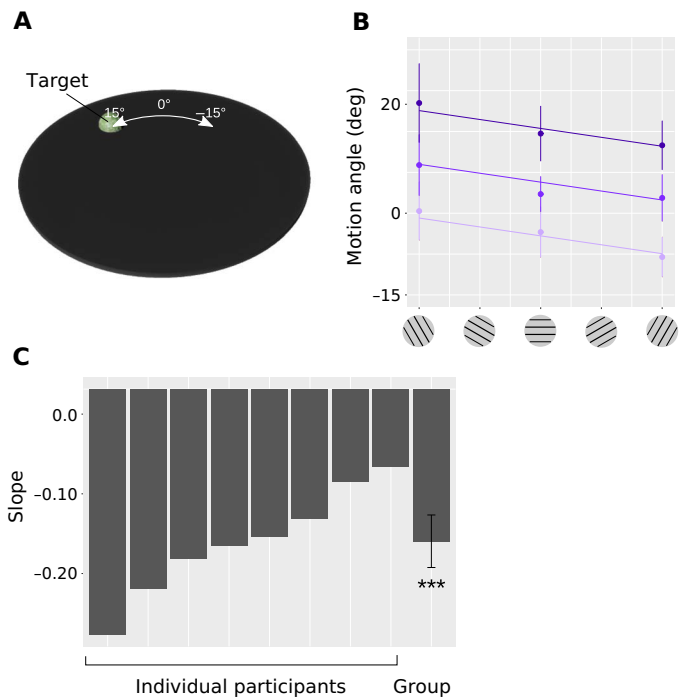 A
Target
15°
0°
–15°
B
Motion angle (deg)
20
0
–15
C
Slope
0.0
–0.10
–0.20
***
Individual participants
Group